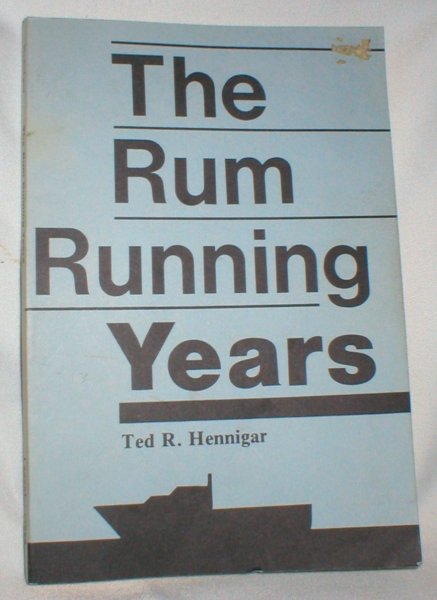 The
Rum
Running
Years
Ted R. Hennigar